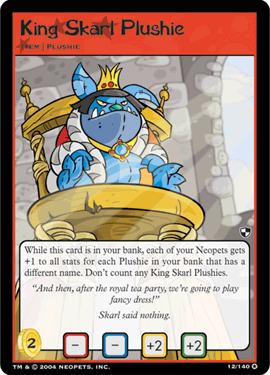 King Skarl Plushie
Item | Plushie
While this card is in your bank, each of your Neopets gets
+1 to all stats for each Plushie in your bank that has a
different name. Don't count any King Skarl Plushies.
"And then, after the royal tea party, we're going to play
fancy dress!"
Skarl said nothing.
2
-
-
+2
+2
TM & © 2004 NEOPETS, INC.
12/140